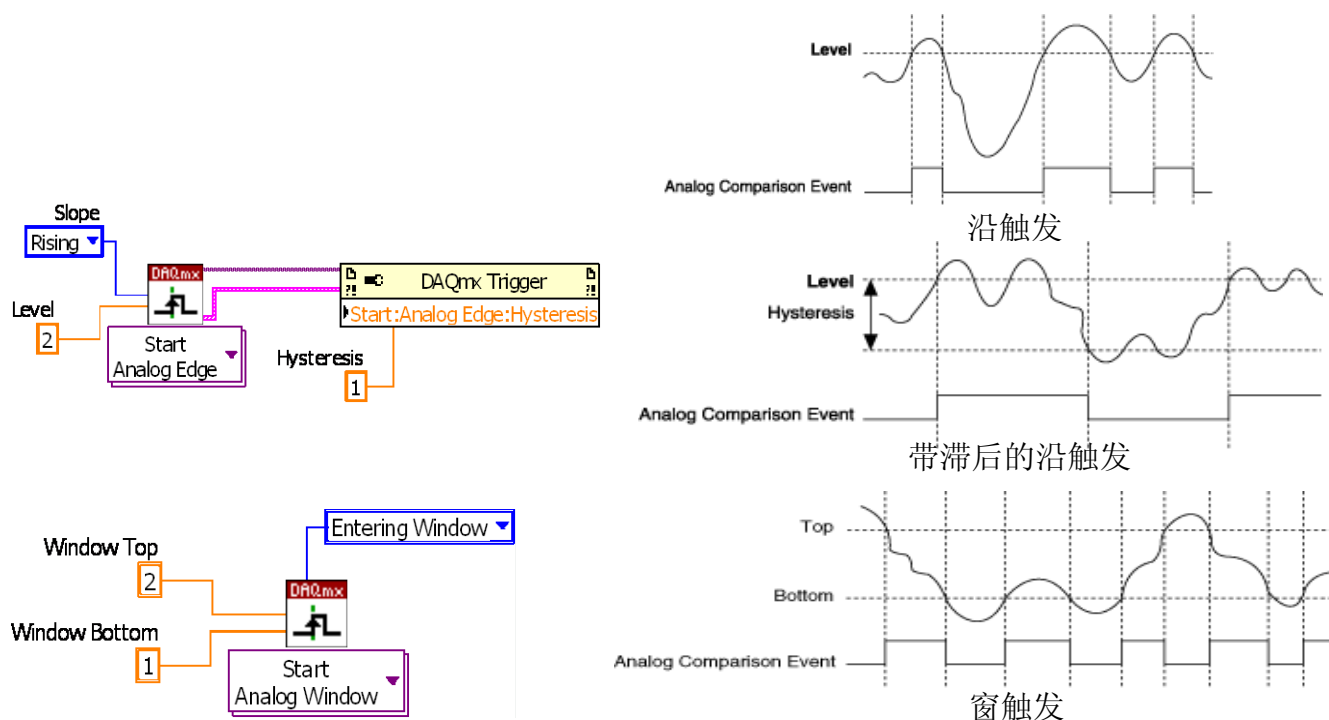 Slope
Rising
DAQmx
Level
2
Start
Analog Edge
DAQmx Trigger
Start:Analog Edge:Hysteresis
Hysteresis
1
Entering Window
Window Top
2
DAQmx
Window Bottom
1
Start
Analog Window
Level
Analog Comparison Event
沿触发
Level
Hysteresis
Analog Comparison Event
带滞后的沿触发
Top
Bottom
Analog Comparison Event
窗触发